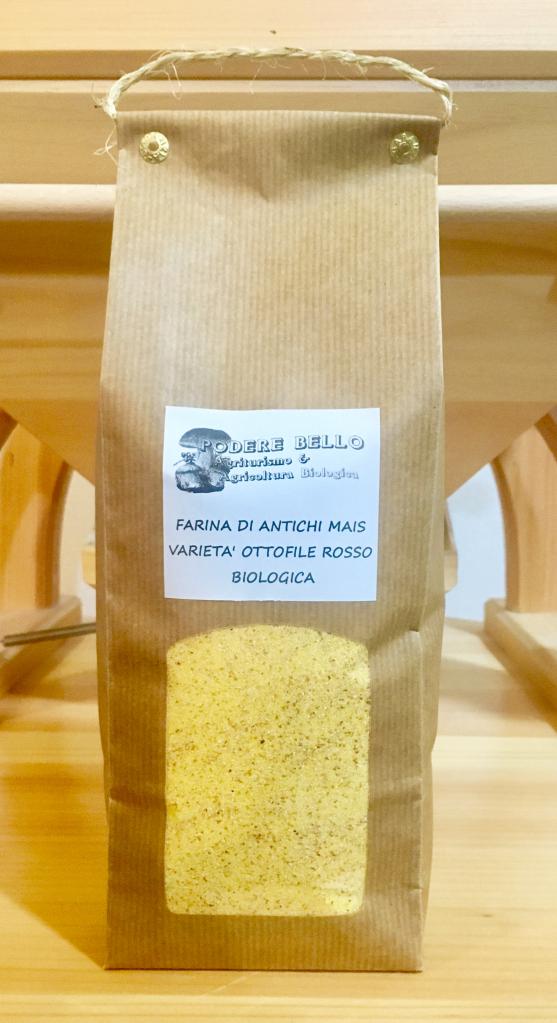 PODERE BELLO
Agriturismo &
Agricoltura Biologica
FARINA DI ANTICHI MAIS
VARIETA' OTTOFILE ROSSO
BIOLOGICA